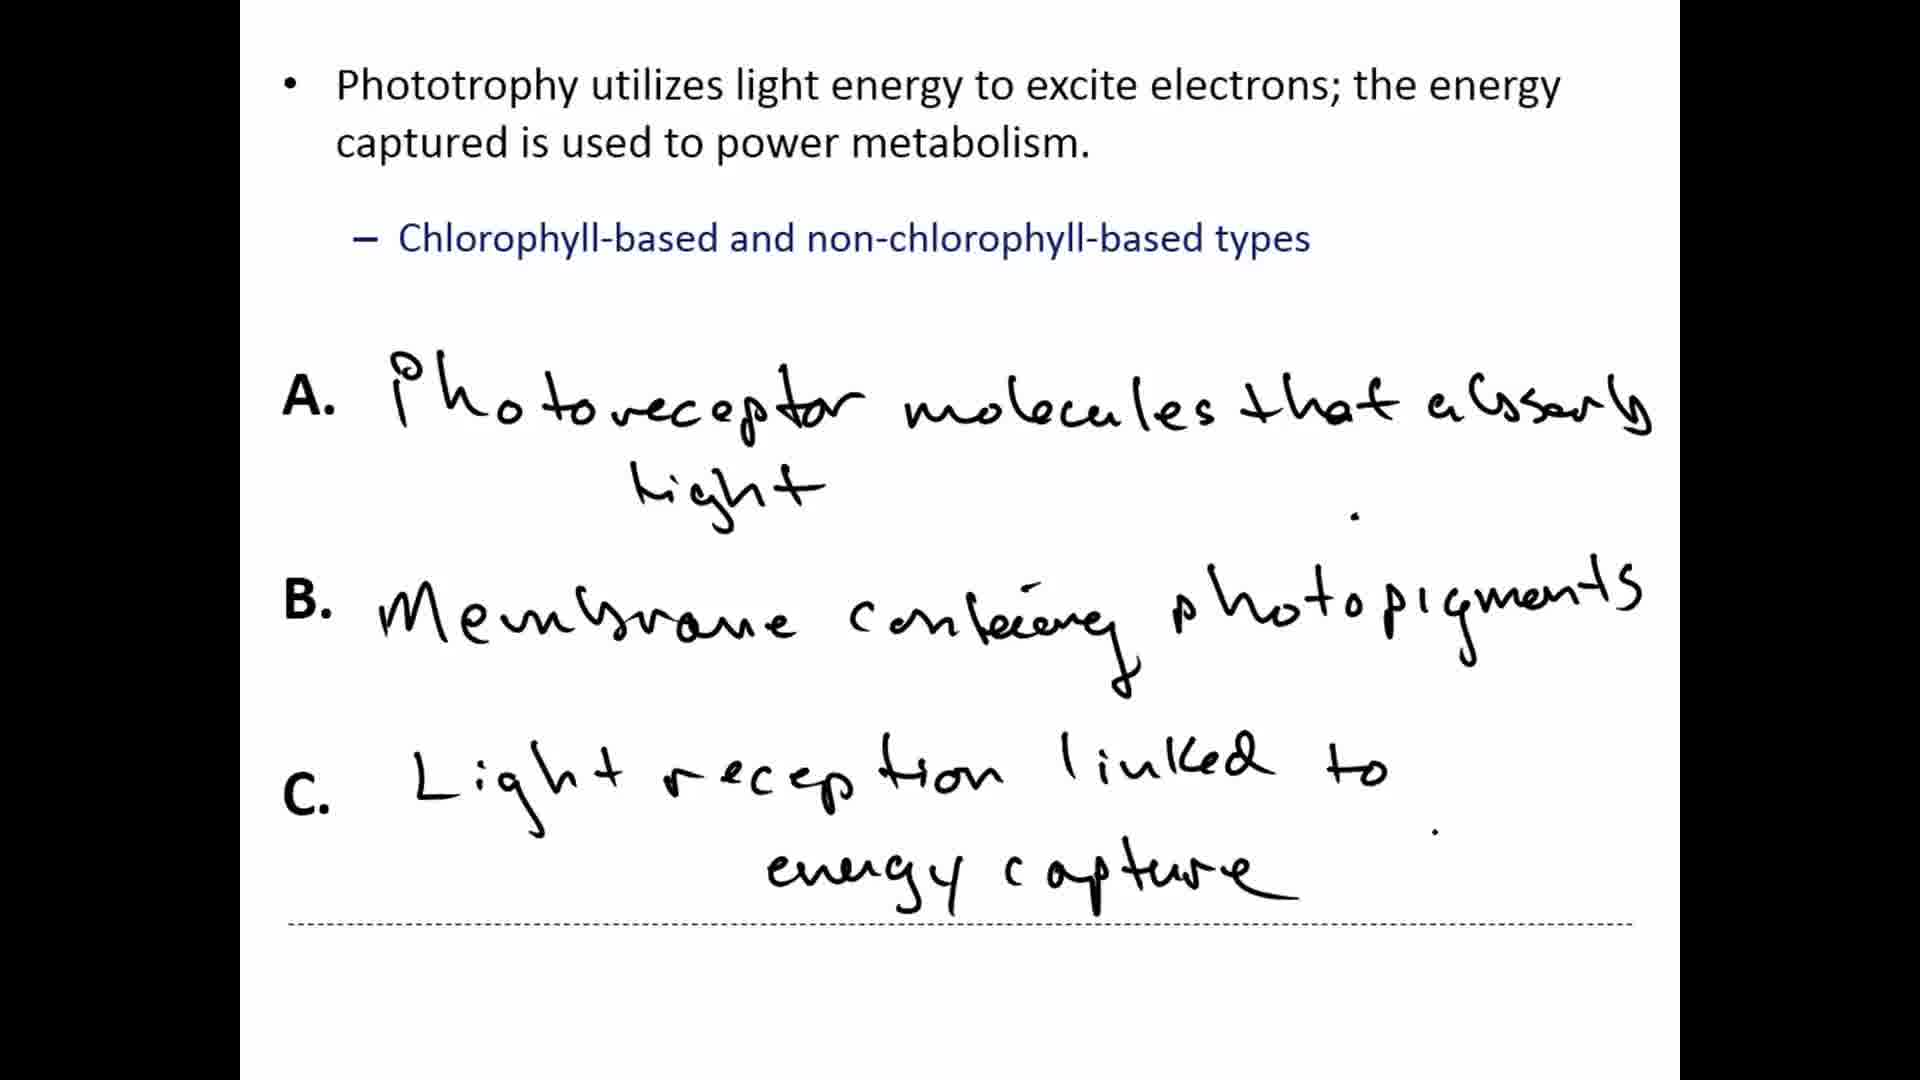 • Phototrophy utilizes light energy to excite electrons; the energy
captured is used to power metabolism.
– Chlorophyll-based and non-chlorophyll-based types
A. Photoreceptor molecules that absorb
light
B. Membrane containing photopigments
C. Light reception linked to
energy capture